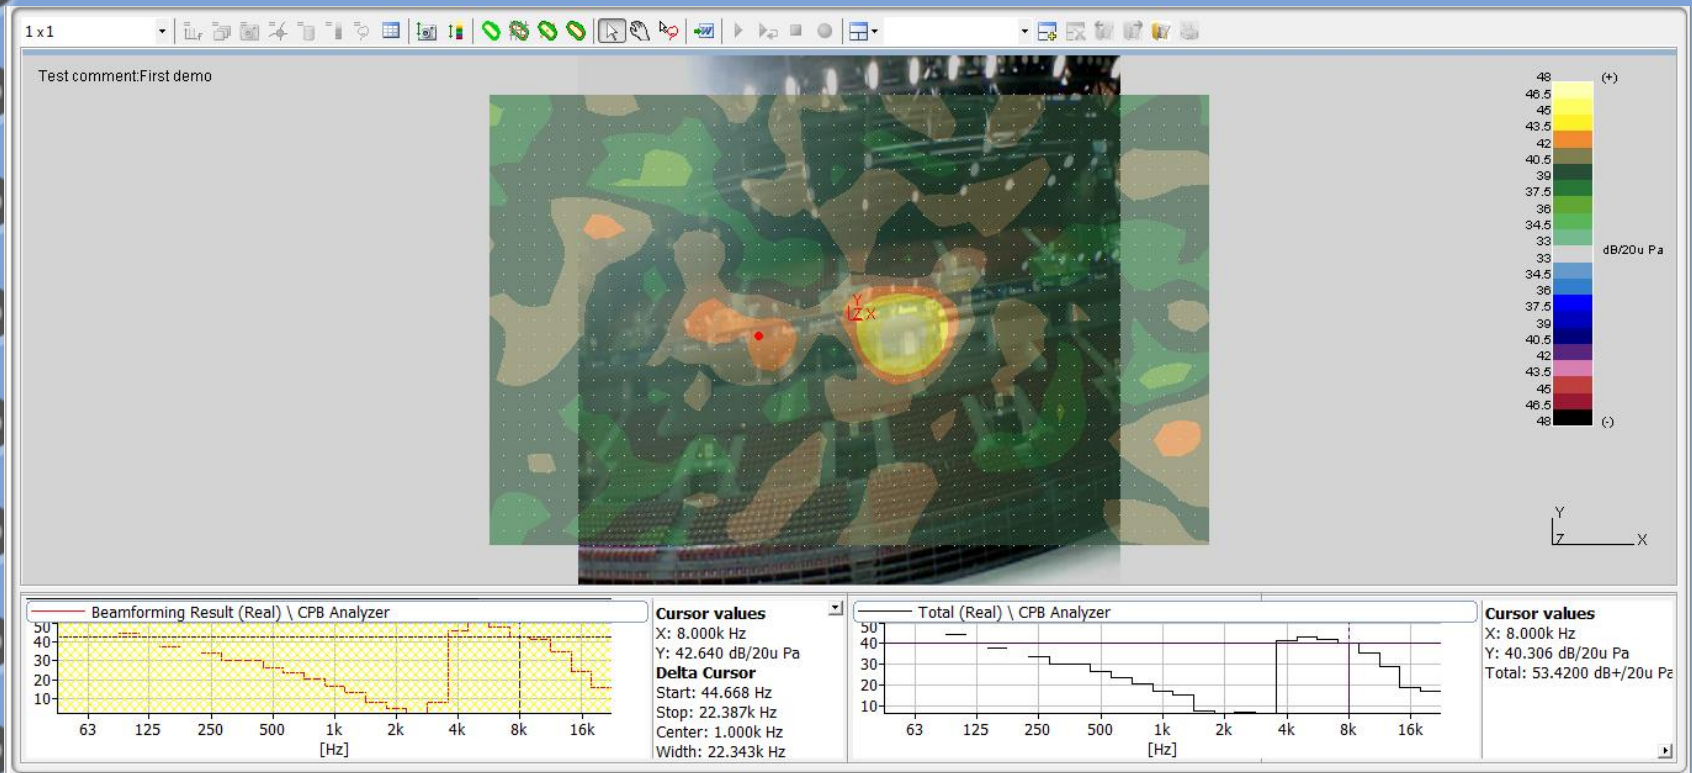 1 x1
Test comment:First demo
48 (+)
46.5
45
43.5
42
40.5
39
37.5
36
34.5
33
dB/20u Pa
33
34.5
36
37.5
39
40.5
42
43.5
45
46.5
48 (-)
Y
Z X
Y
Z X
Beamforming Result (Real) \ CPB Analyzer
50
40
30
20
10
63 125 250 500 1k 2k 4k 8k 16k
[Hz]
Cursor values
X: 8.000k Hz
Y: 42.640 dB/20u Pa
Delta Cursor
Start: 44.668 Hz
Stop: 22.387k Hz
Center: 1.000k Hz
Width: 22.343k Hz
Total (Real) \ CPB Analyzer
50
40
30
20
10
63 125 250 500 1k 2k 4k 8k 16k
[Hz]
Cursor values
X: 8.000k Hz
Y: 40.306 dB/20u Pa
Total: 53.4200 dB+/20u Pa